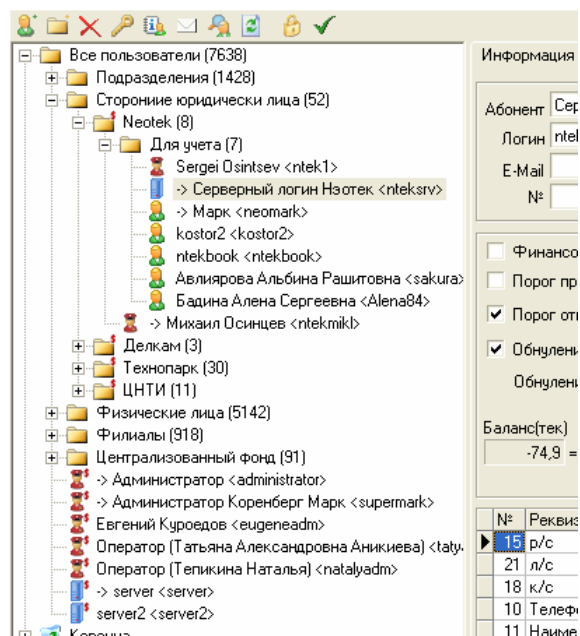 Все пользователи (7638)
Подразделения (1428)
Сторонние юридически лица (52)
Neotek (8)
Для учета (7)
Sergei Osintsev <ntek1>
-> Серверный логин Нэотек <nteksrv>
-> Марк <neomark>
kostor2 <kostor2>
ntekbook <ntekbook>
Авлиярова Альбина Рашитовна <sakura>
Бадина Алена Сергеевна <Alena84>
-> Михаил Осинцев <ntekmikl>
Делкам (3)
Технопарк (30)
ЦНТИ (11)
Физические лица (5142)
Филиалы (918)
Централизованный фонд (91)
-> Администратор <administrator>
-> Администратор Коренберг Марк <supermark>
Евгений Куроедов <eugeneadm>
Оператор (Татьяна Александровна Аникиева) <taty
Оператор (Тепикина Наталья) <natalyadm>
-> server <server>
server2 <server2>
Корзина
Информация
Абонент Сер
Логин ntek
E-Mail
№
Финансо
Порог пр
Порог отк
Обнулени
Обнулени
Баланс(тек)
-74,9 =
№ Реквиз
15 р/с
21 л/с
18 к/с
10 Телефо
11 Наиме